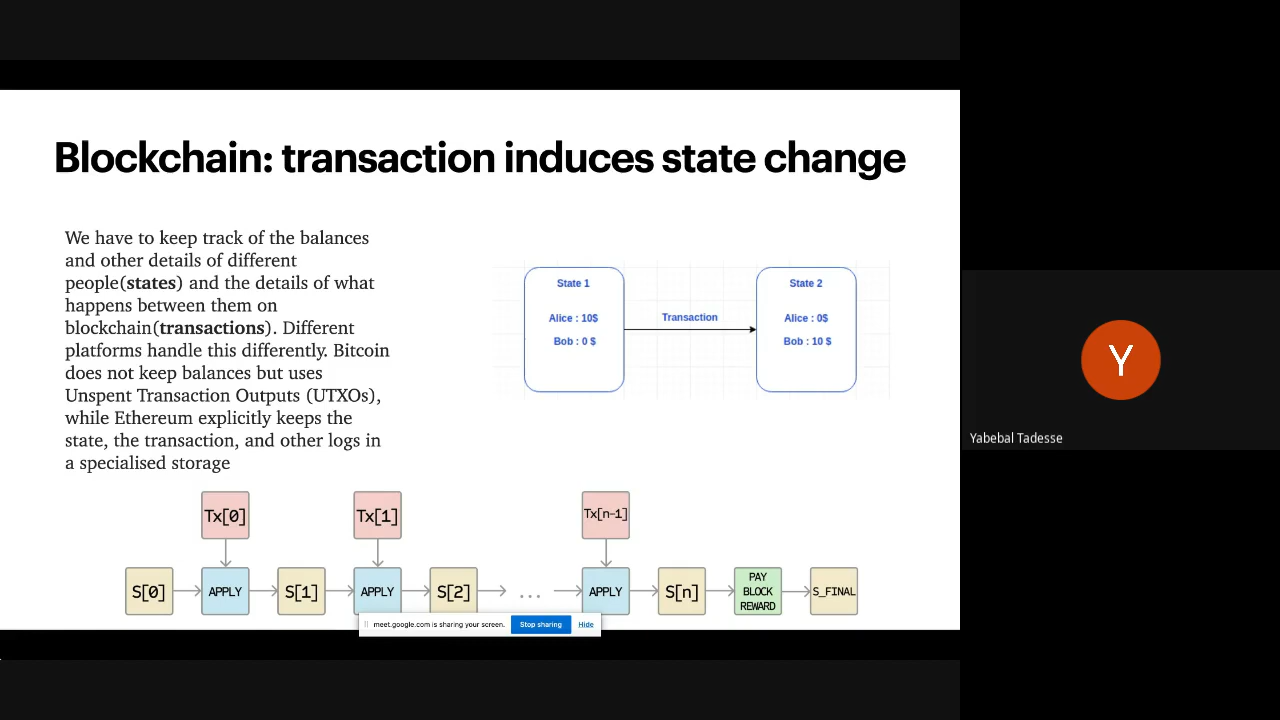 Blockchain: transaction induces state change
We have to keep track of the balances
and other details of different
people(states) and the details of what
happens between them on
blockchain(transactions). Different
platforms handle this differently. Bitcoin
does not keep balances but uses
Unspent Transaction Outputs (UTXOs),
while Ethereum explicitly keeps the
state, the transaction, and other logs in
a specialised storage
State 1
Alice : 10$
Bob : 0 $
Transaction
State 2
Alice : 0$
Bob : 10 $
Tx[0]
Tx[1]
Tx[n-1]
S[0]
APPLY
S[1]
APPLY
S[2]
...
APPLY
S[n]
PAY
BLOCK
REWARD
S_FINAL
meet.google.com is sharing your screen.
Stop sharing
Hide
Y
Yabebal Tadesse